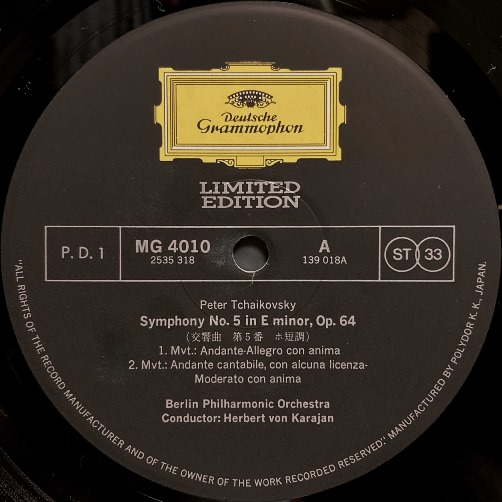 Deutsche
Grammophon
LIMITED
EDITION
P. D. 1
MG 4010
2535 318
A
139 018A
ST 33
Peter Tchaikovsky
Symphony No. 5 in E minor, Op. 64
(交響曲 第5番 ホ短調)
1. Mvt.: Andante-Allegro con anima
2. Mvt.: Andante cantabile, con alcuna licenza-
Moderato con anima
Berlin Philharmonic Orchestra
Conductor: Herbert von Karajan
"ALL RIGHTS OF THE RECORD MANUFACTURER AND OF THE OWNER OF THE WORK RECORDED RESERVED." MANUFACTURED BY POLYDOR K. K., JAPAN.